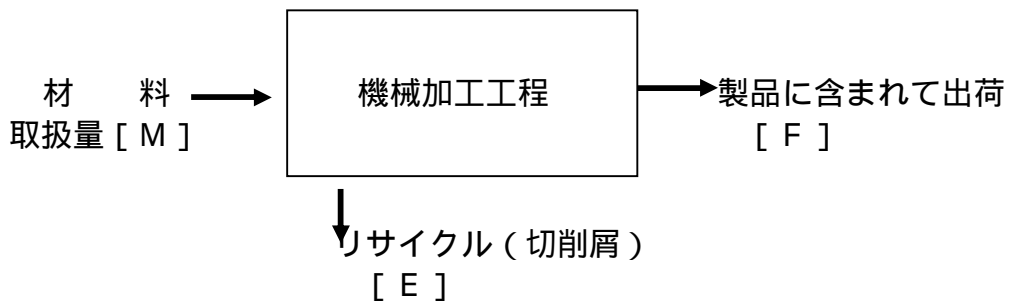 材　　料
取扱量［Ｍ］
機械加工工程
製品に含まれて出荷
［Ｆ］
リサイクル（切削屑）
［Ｅ］